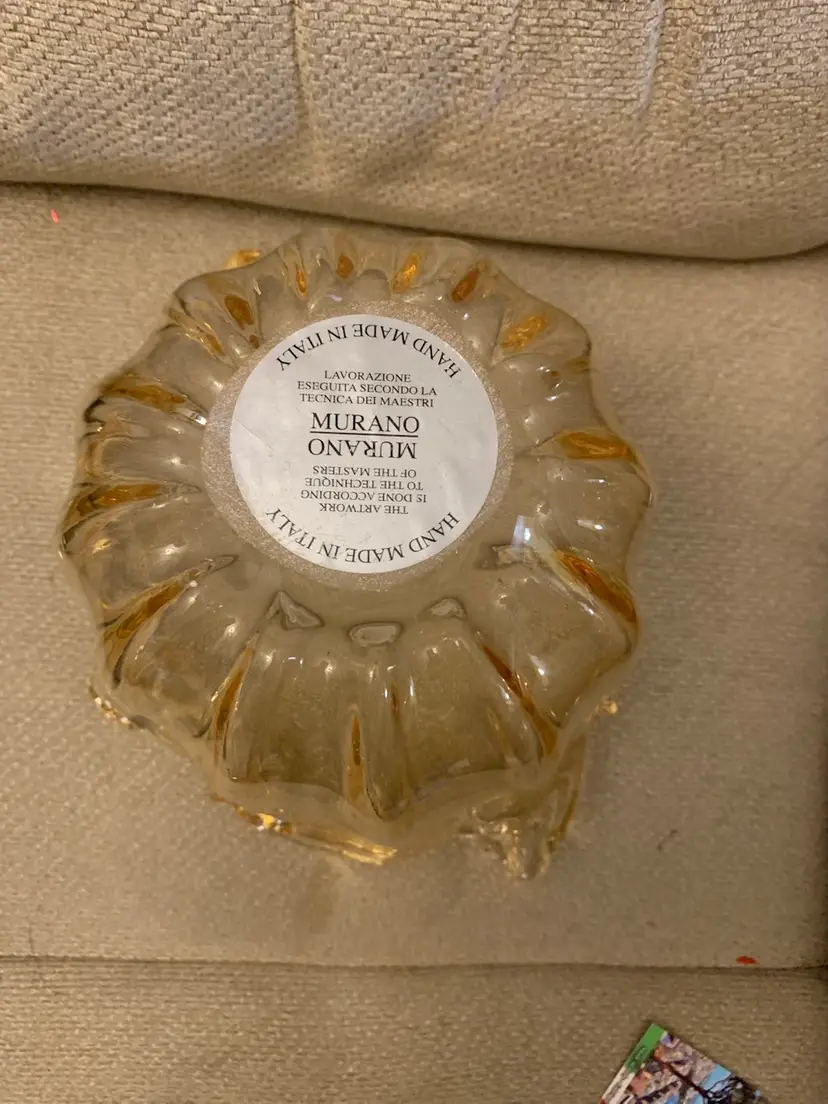 HAND MADE IN ITALY
LAVORAZIONE
ESEGUITA SECONDO LA
TECNICA DEI MAESTRI
MURANO
MURANO
THE ARTWORK
IS DONE ACCORDING
TO THE TECHNIQUE
OF THE MASTERS
HAND MADE IN ITALY